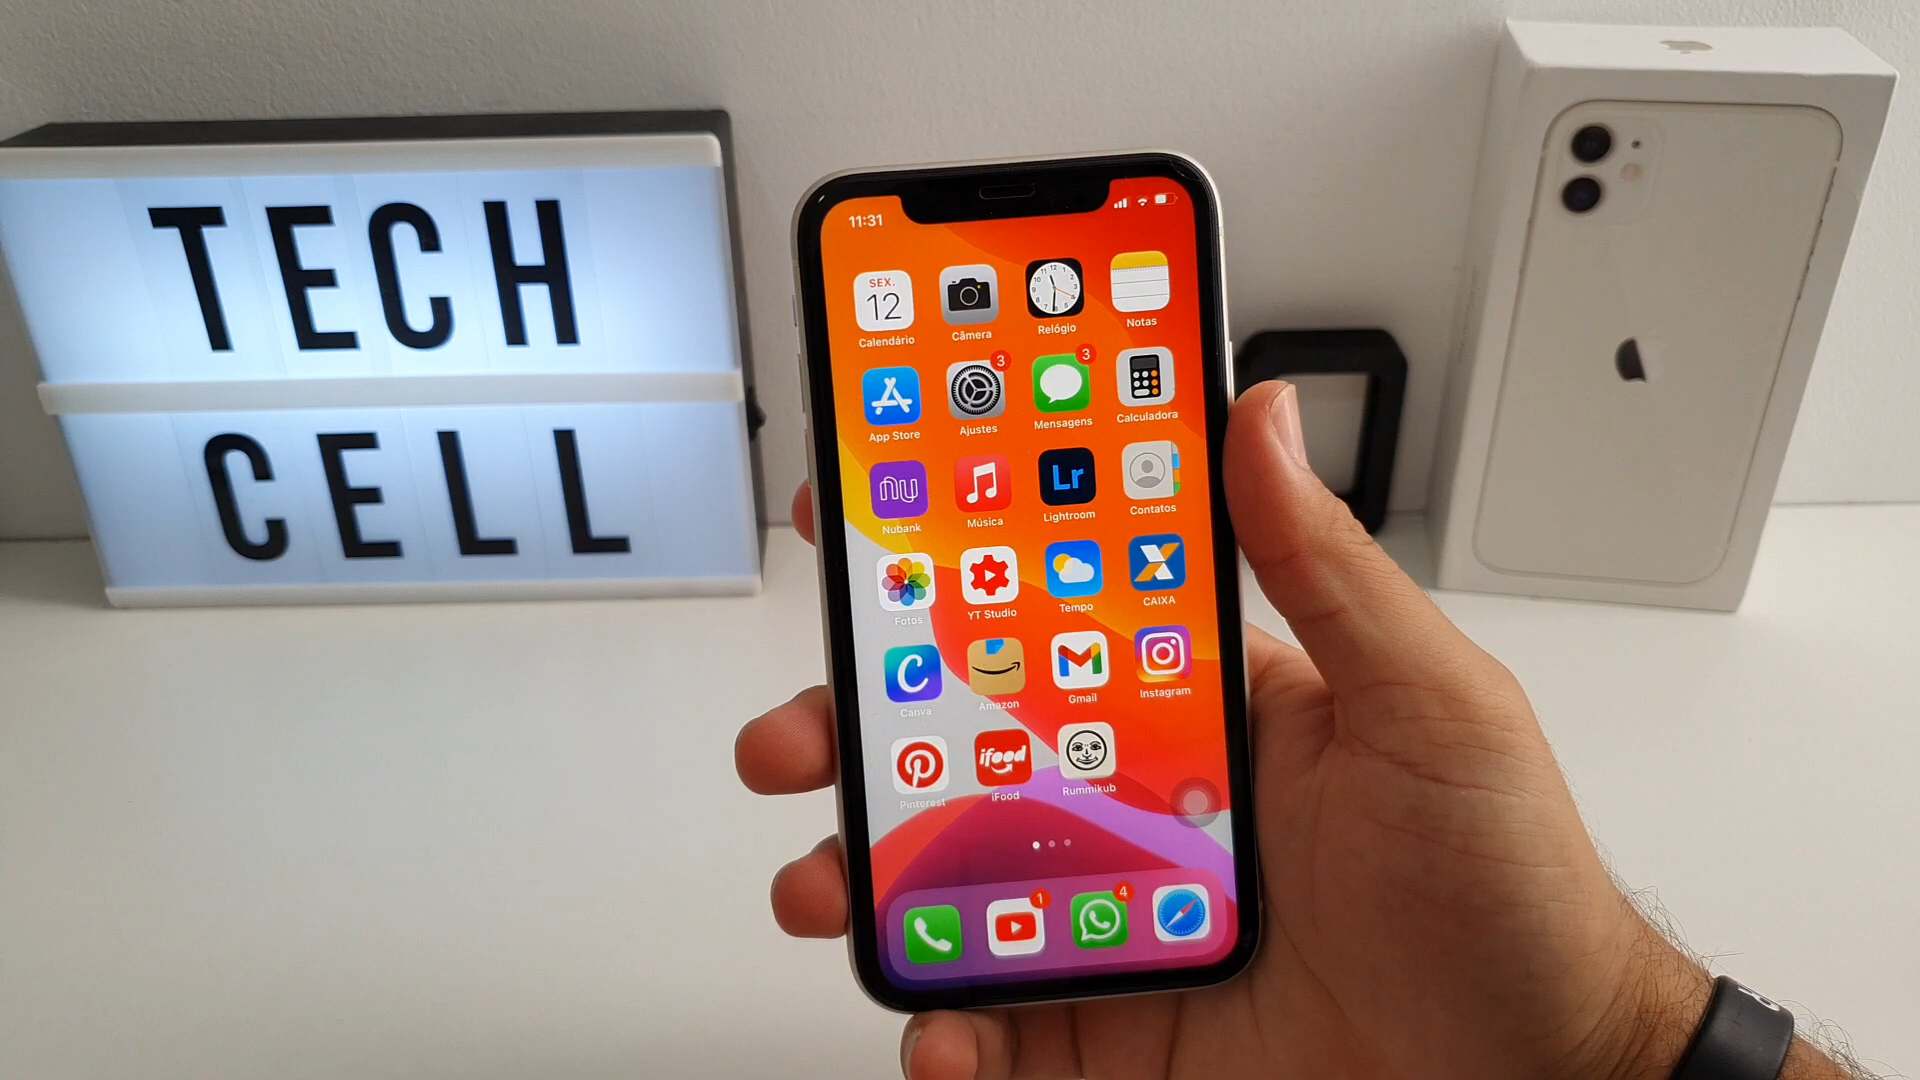 TECH
CELL
11:31
SEX.
12
Calendário
Câmera
Relógio
Notas
3
3
App Store
Ajustes
Mensagens
Calculadora
nu
Lr
Nubank
Música
Lightroom
Contatos
X
Fotos
YT Studio
Tempo
CAIXA
C
Canva
Amazon
Gmail
Instagram
ifood
Pinterest
iFood
Rummikub
1
4